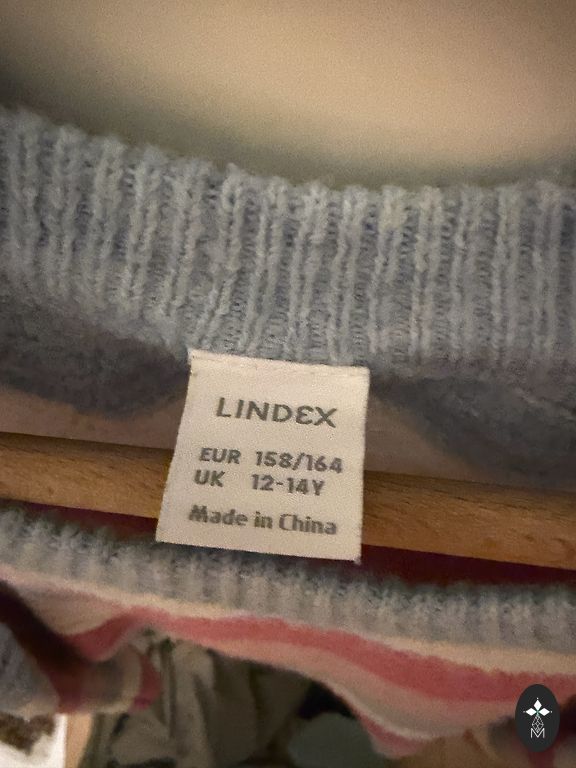 LINDEX
EUR 158/164
UK 12-14Y
Made in China